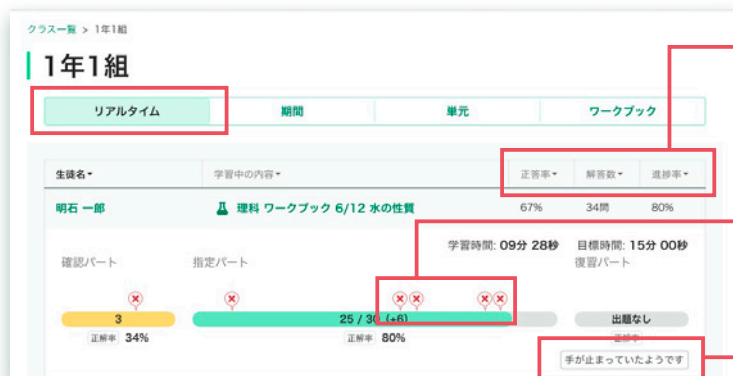 クラス一覧 > 1年1組
1年1組
リアルタイム 期間 単元 ワークブック
生徒名▾ 学習中の内容▾ 正答率▾ 解答数▾ 進捗率▾
明石 一郎 理科 ワークブック 6/12 水の性質 67% 34問 80%
学習時間: 09分 28秒 目標時間: 15分 00秒
確認パート 指定パート 復習パート
3 25 / 30 (+6) 出題なし
正解率 34% 正解率 80% 正解率
手が止まっていたようです